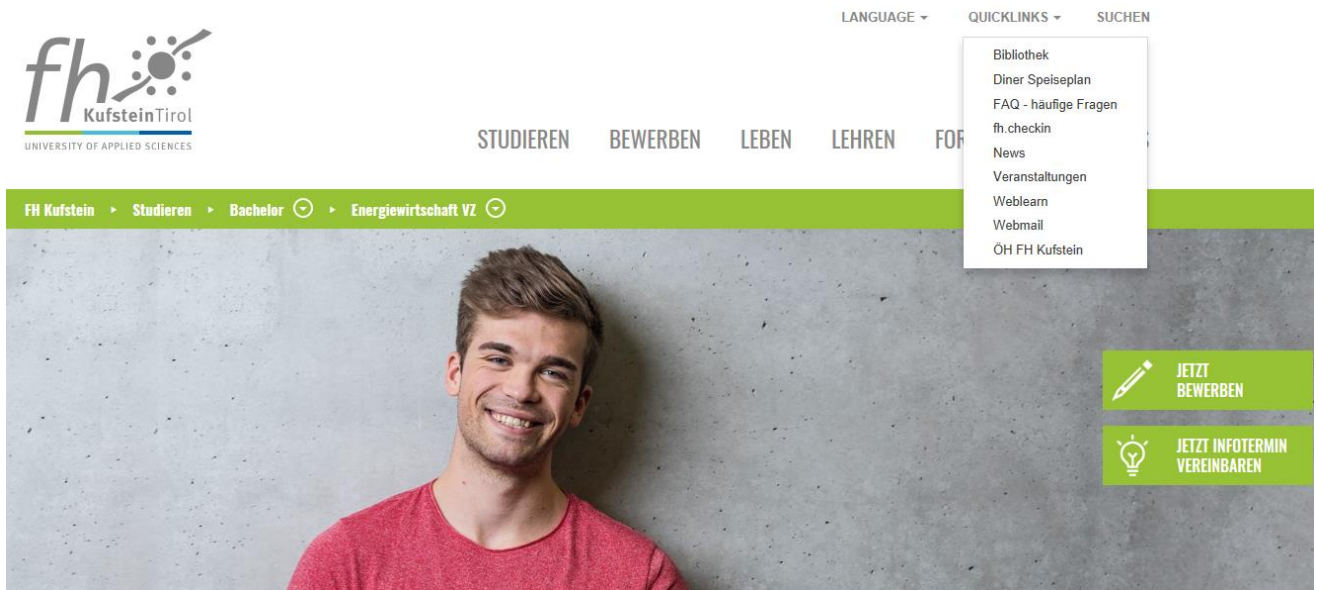 LANGUAGE QUICKLINKS SUCHEN
fh
KufsteinTirol
UNIVERSITY OF APPLIED SCIENCES
Bibliothek
Diner Speiseplan
FAQ - häufige Fragen
fh.checkin
News
Veranstaltungen
Weblearn
Webmail
ÖH FH Kufstein
STUDIEREN BEWERBEN LEBEN LEHREN
FH Kufstein Studieren Bachelor Energiewirtschaft VZ
JETZT
BEWERBEN
JETZT INFOTERMIN
VEREINBAREN